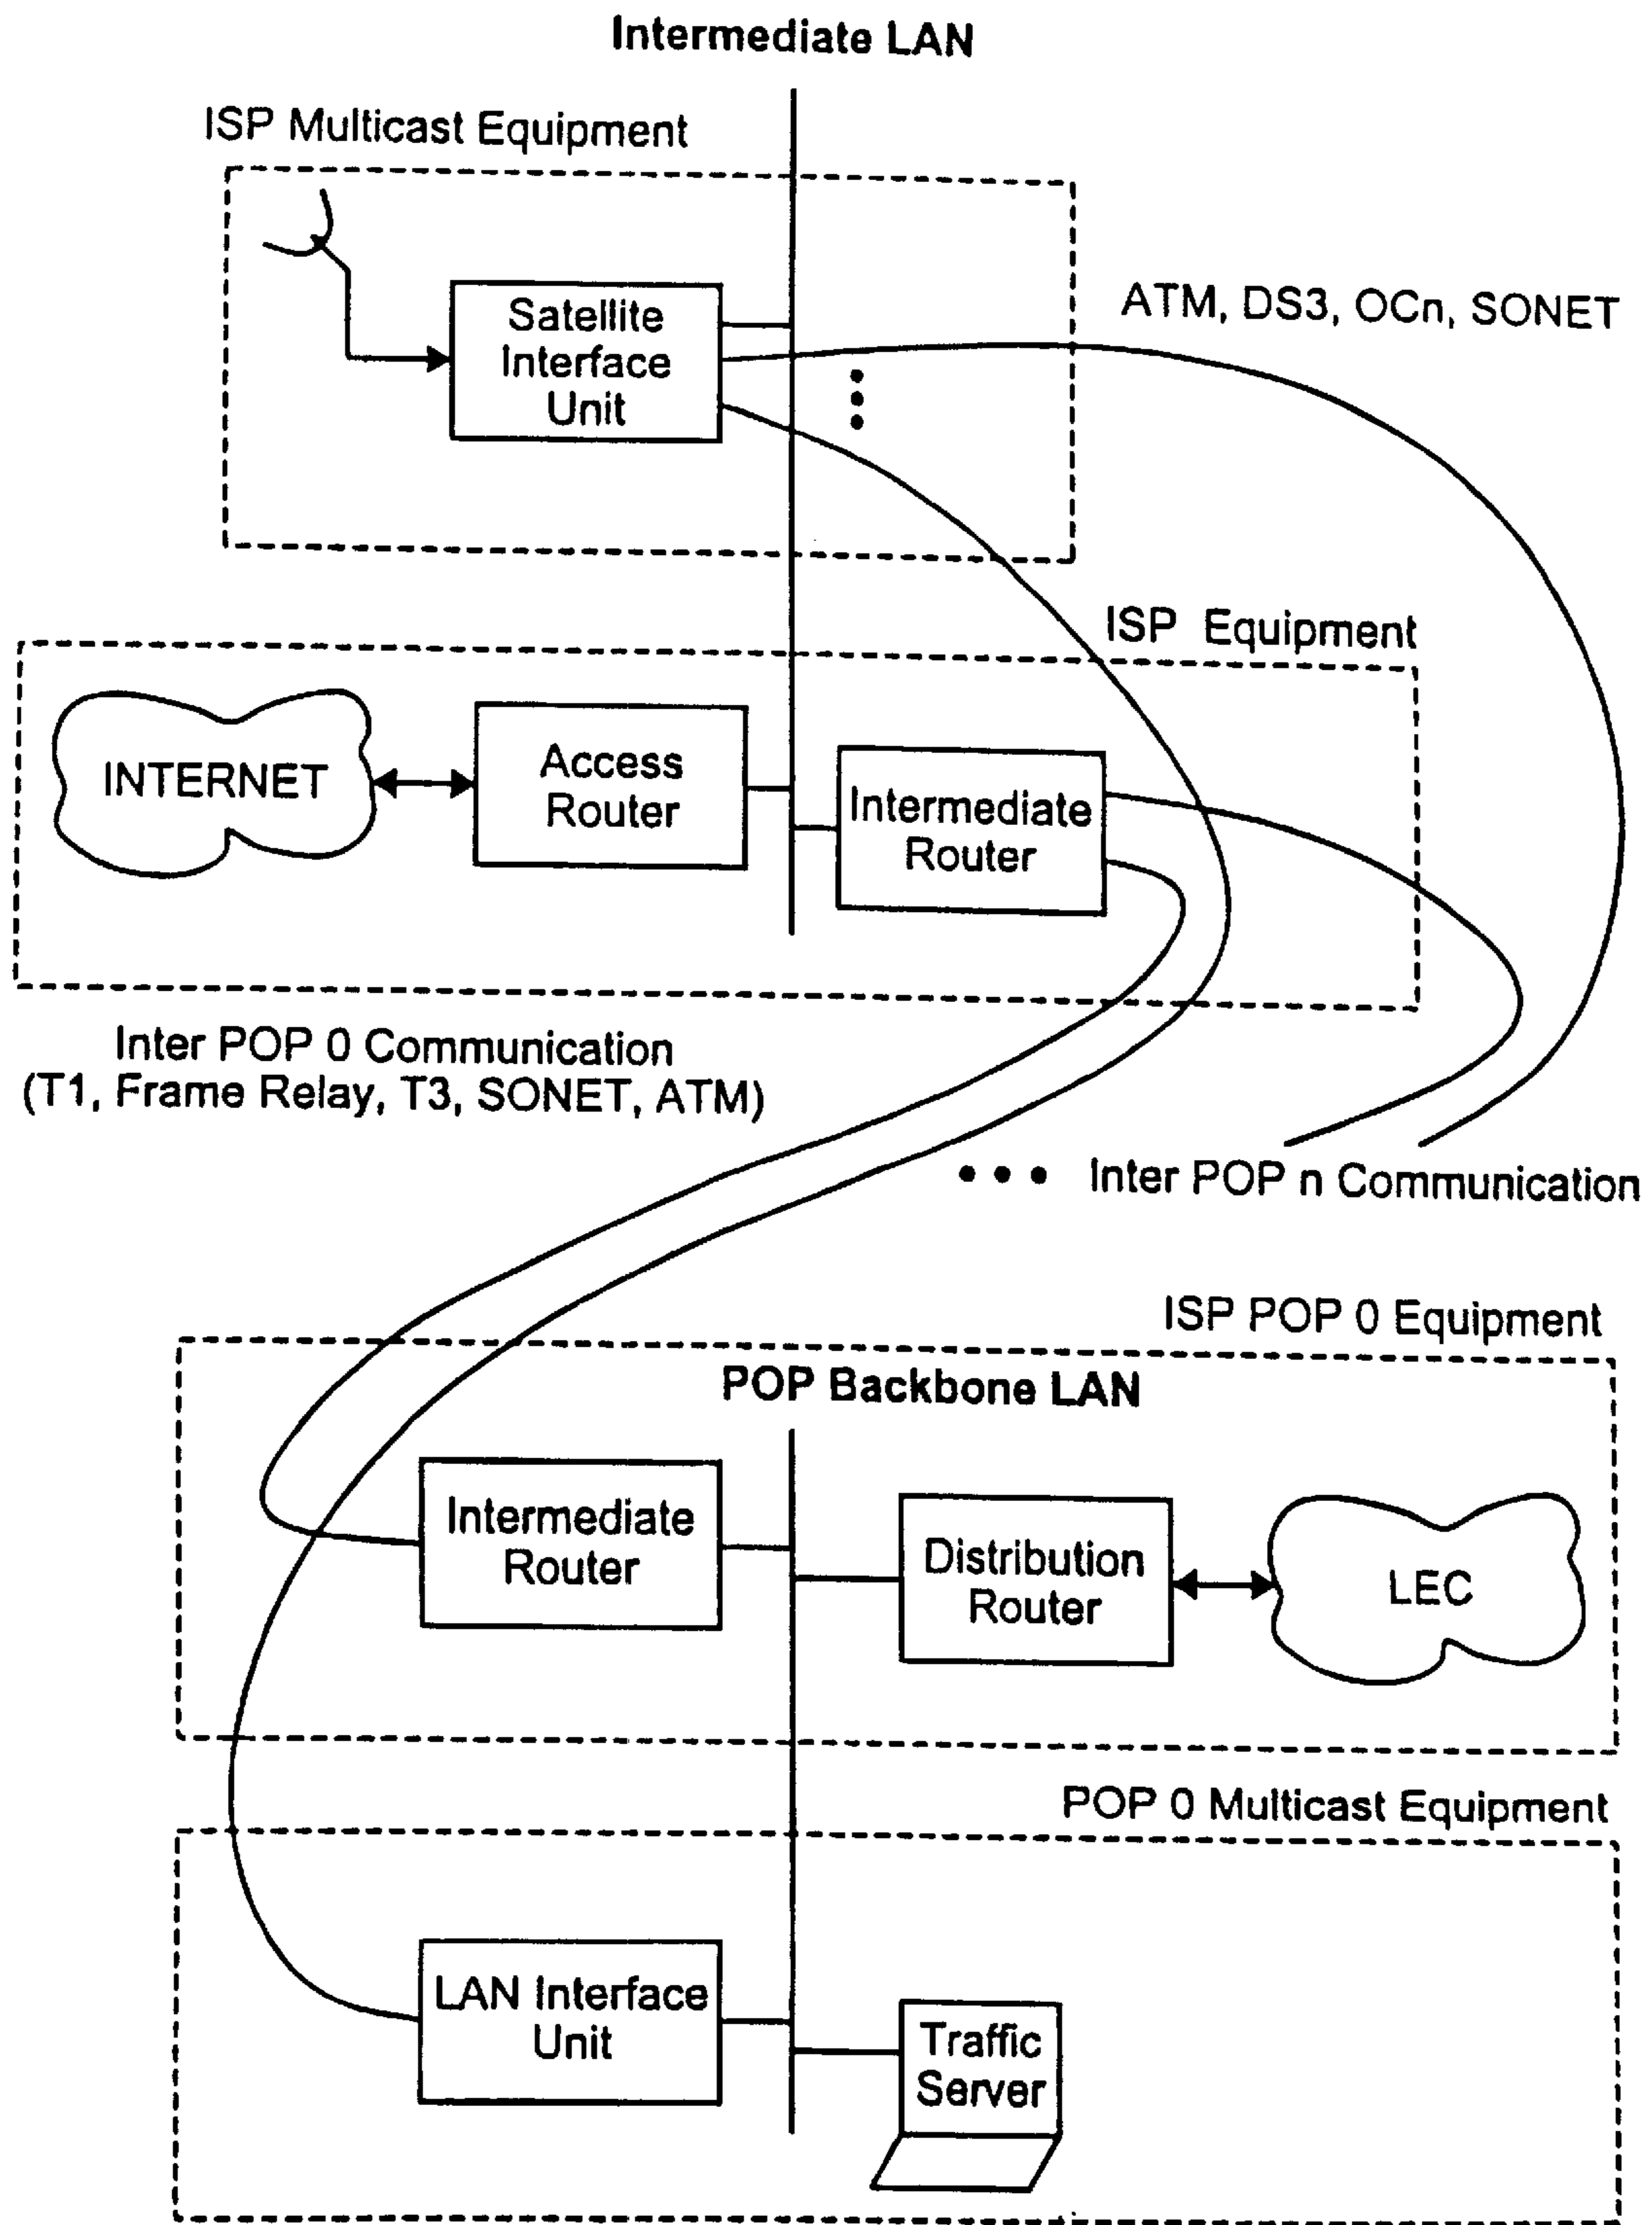 Intermediate LAN
ISP Multicast Equipment
Satellite
Interface
Unit
ATM, DS3, OCn, SONET
ISP Equipment
INTERNET
Access
Router
Intermediate
Router
Inter POP 0 Communication
(T1, Frame Relay, T3, SONET, ATM)
Inter POP n Communication
ISP POP 0 Equipment
POP Backbone LAN
Intermediate
Router
Distribution
Router
LEC
POP 0 Multicast Equipment
LAN Interface
Unit
Traffic
Server